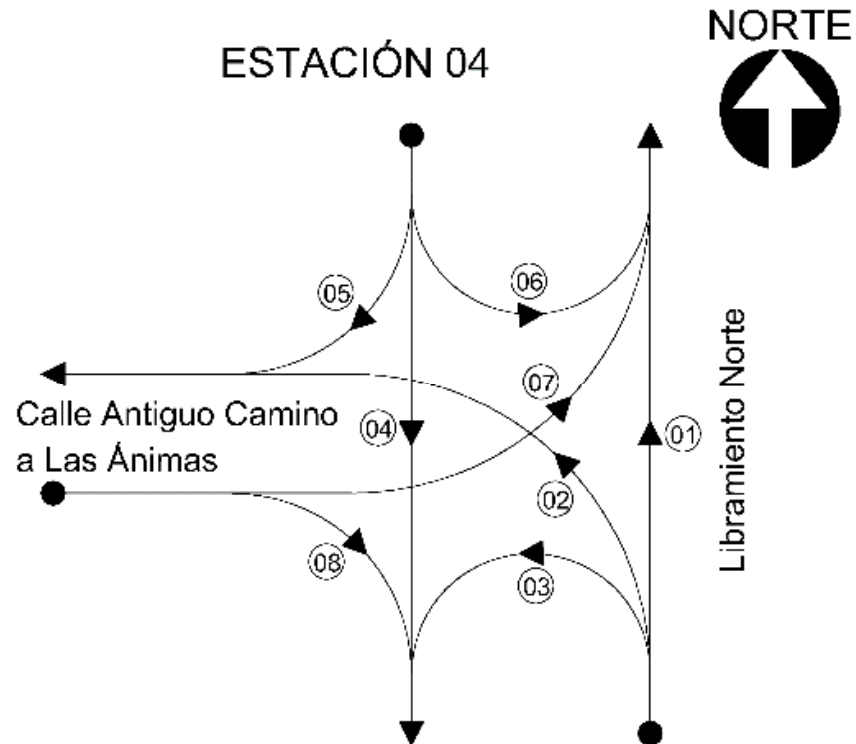 NORTE
ESTACIÓN 04
06
05
07
Calle Antiguo Camino
a Las Ánimas
04
01
02
08
03
Libramiento Norte